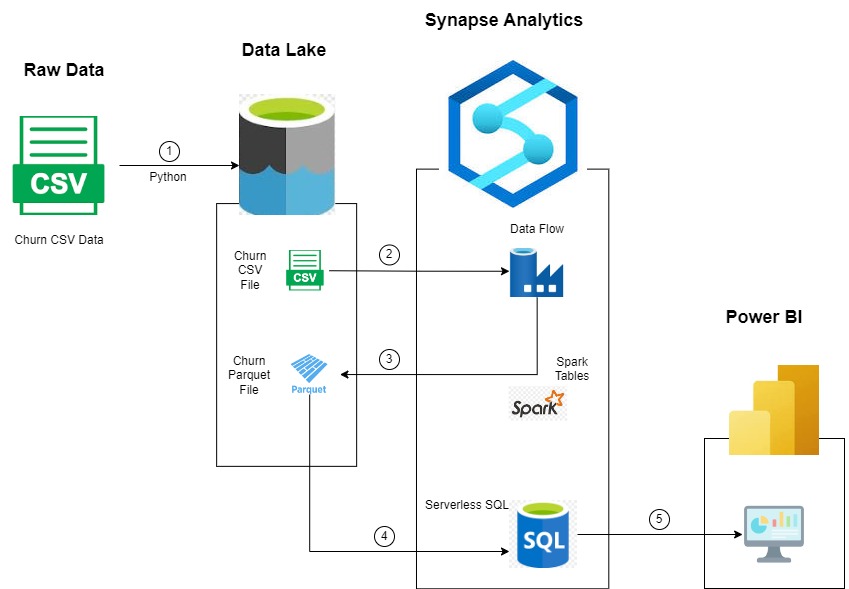 Synapse Analytics
Data Lake
Raw Data
CSV
Churn CSV Data
1
Python
Churn
CSV
File
CSV
2
Data Flow
Churn
Parquet
File
Parquet
3
Spark
Tables
Spark
Serverless SQL
SQL
4
5
Power BI